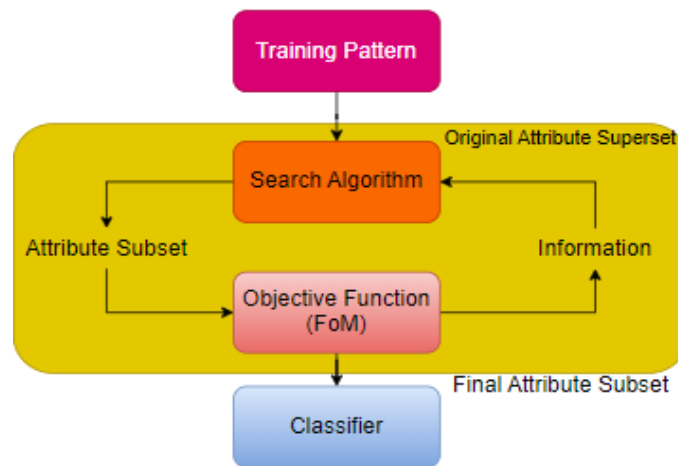 Training Pattern
Original Attribute Superset
Search Algorithm
Attribute Subset
Information
Objective Function
(FoM)
Final Attribute Subset
Classifier